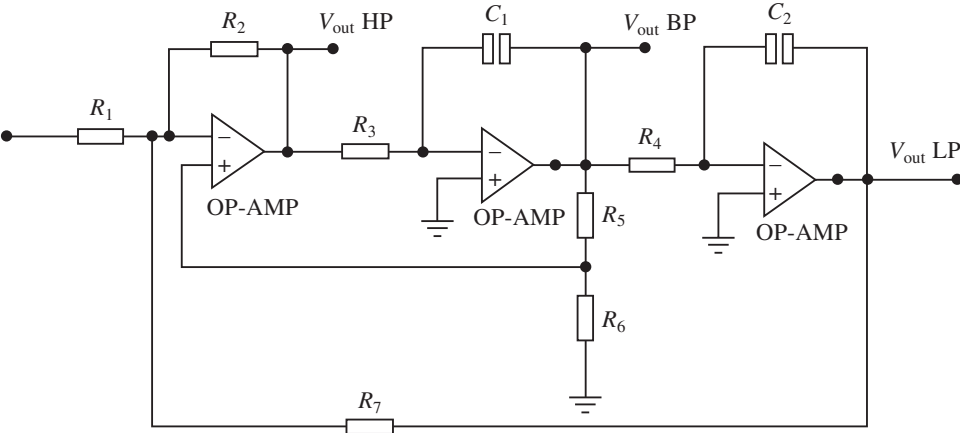 R2
Vout HP
C1
Vout BP
C2
R1
R3
R4
Vout LP
−
+
OP-AMP
−
+
OP-AMP
−
+
OP-AMP
R5
R6
R7